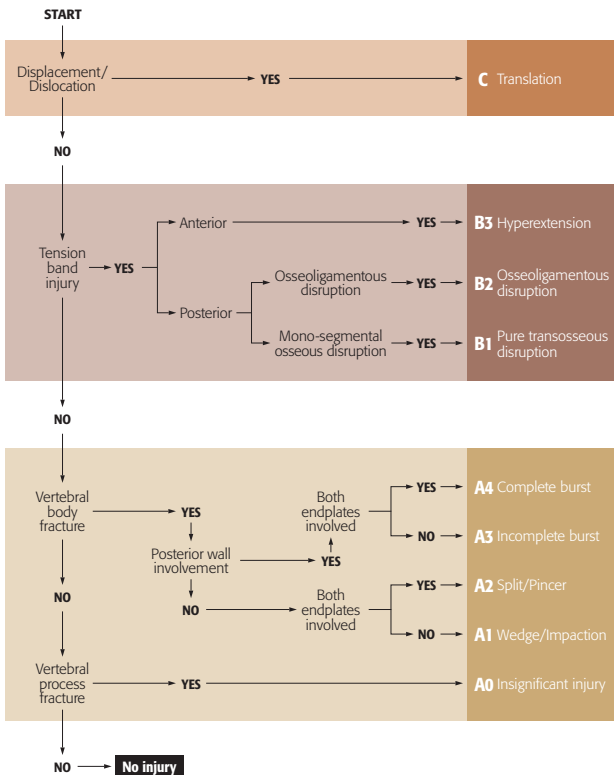 START
Displacement/
Dislocation
YES
C Translation
NO
Anterior
YES
B3 Hyperextension
Tension
band
injury
YES
Osseoligamentous
disruption
YES
B2 Osseoligamentous
disruption
Posterior
Mono-segmental
osseous disruption
YES
B1 Pure transosseous
disruption
NO
Vertebral
body
fracture
YES
Both
endplates
involved
YES
A4 Complete burst
NO
A3 Incomplete burst
Posterior wall
involvement
YES
NO
NO
Both
endplates
involved
YES
A2 Split/Pincer
NO
A1 Wedge/Impaction
Vertebral
process
fracture
YES
A0 Insignificant injury
NO
No injury